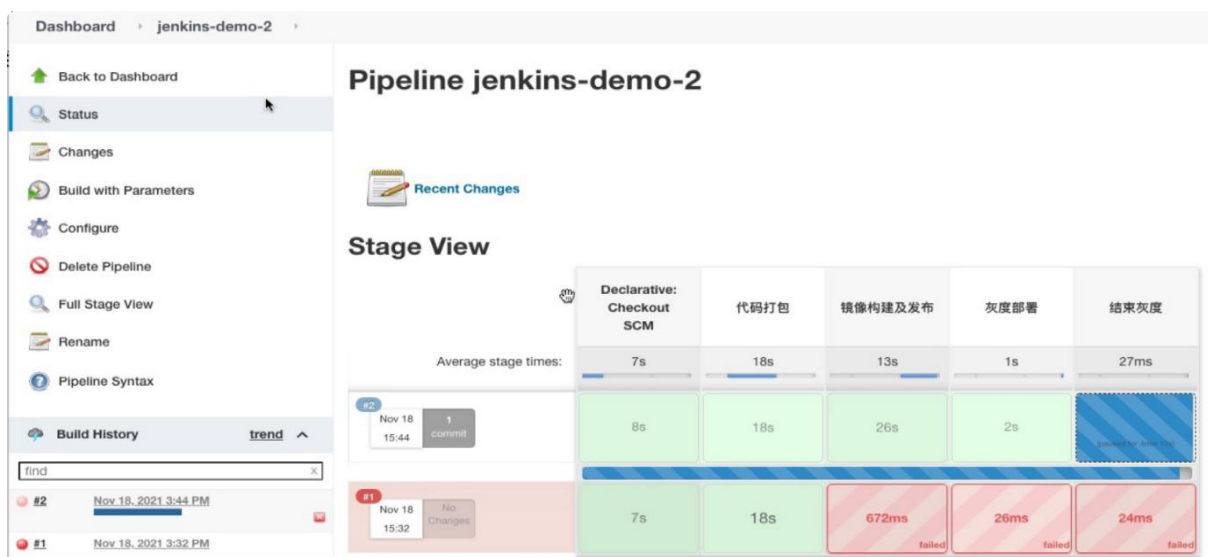 Dashboard
jenkins-demo-2
Back to Dashboard
Status
Changes
Build with Parameters
Configure
Delete Pipeline
Full Stage View
Rename
Pipeline Syntax
Build History
trend
find
x
#2
Nov 18, 2021 3:44 PM
#1
Nov 18, 2021 3:32 PM
Pipeline jenkins-demo-2
Recent Changes
Stage View
Declarative:
Checkout
SCM
代码打包
镜像构建及发布
灰度部署
结束灰度
Average stage times:
7s
18s
13s
1s
27ms
#2
Nov 18
15:44
1
commit
8s
18s
26s
2s
#1
Nov 18
15:32
No
Changes
7s
18s
672ms
failed
26ms
failed
24ms
failed